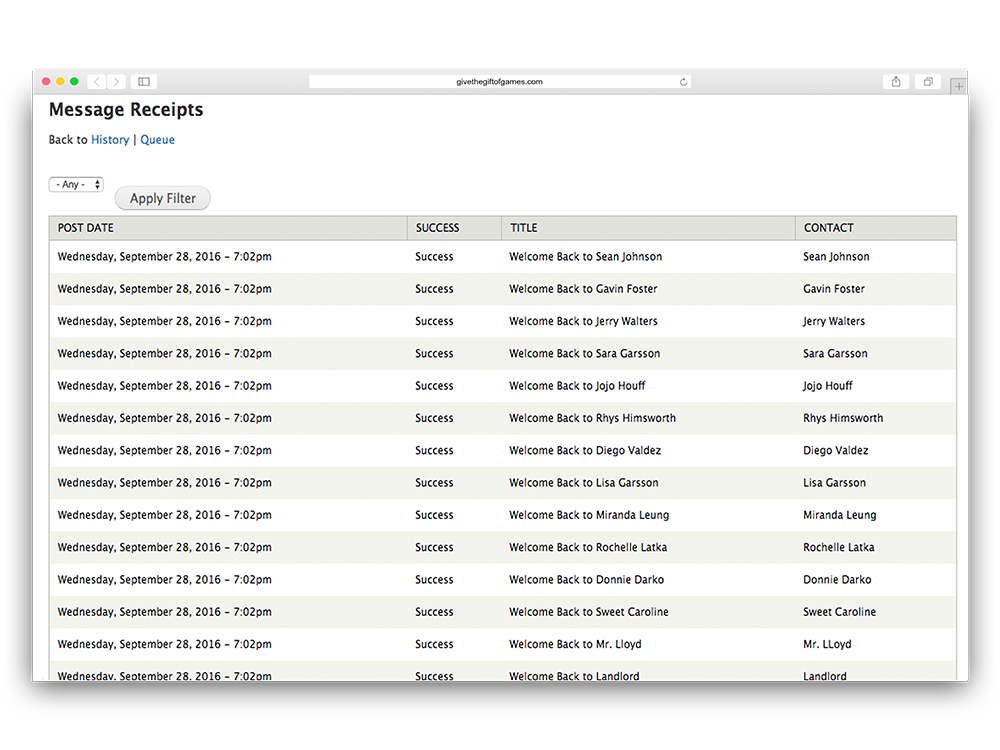 givethegiftofgames.com
Message Receipts
Back to History | Queue
- Any -
Apply Filter
POST DATE SUCCESS TITLE CONTACT
Wednesday, September 28, 2016 - 7:02pm Success Welcome Back to Sean Johnson Sean Johnson
Wednesday, September 28, 2016 - 7:02pm Success Welcome Back to Gavin Foster Gavin Foster
Wednesday, September 28, 2016 - 7:02pm Success Welcome Back to Jerry Walters Jerry Walters
Wednesday, September 28, 2016 - 7:02pm Success Welcome Back to Sara Garsson Sara Garsson
Wednesday, September 28, 2016 - 7:02pm Success Welcome Back to Jojo Houff Jojo Houff
Wednesday, September 28, 2016 - 7:02pm Success Welcome Back to Rhys Himsworth Rhys Himsworth
Wednesday, September 28, 2016 - 7:02pm Success Welcome Back to Diego Valdez Diego Valdez
Wednesday, September 28, 2016 - 7:02pm Success Welcome Back to Lisa Garsson Lisa Garsson
Wednesday, September 28, 2016 - 7:02pm Success Welcome Back to Miranda Leung Miranda Leung
Wednesday, September 28, 2016 - 7:02pm Success Welcome Back to Rochelle Latka Rochelle Latka
Wednesday, September 28, 2016 - 7:02pm Success Welcome Back to Donnie Darko Donnie Darko
Wednesday, September 28, 2016 - 7:02pm Success Welcome Back to Sweet Caroline Sweet Caroline
Wednesday, September 28, 2016 - 7:02pm Success Welcome Back to Mr. Lloyd Mr. LLoyd
Wednesday, September 28, 2016 - 7:02pm Success Welcome Back to Landlord Landlord